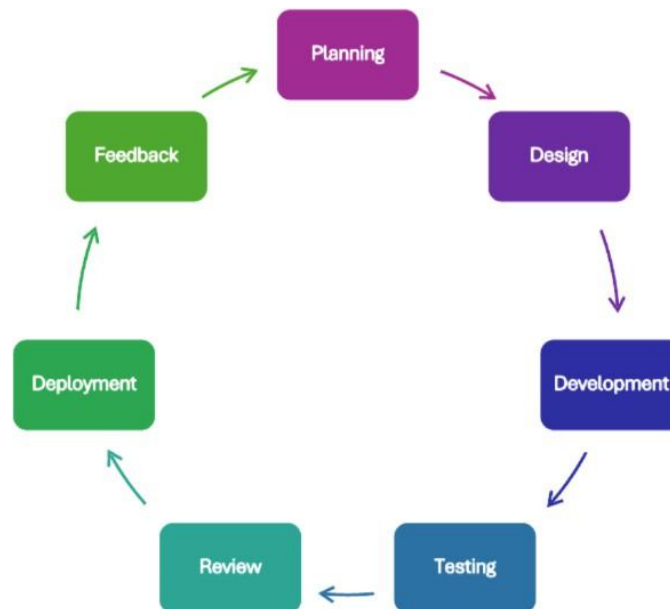 Planning
Design
Development
Testing
Review
Deployment
Feedback